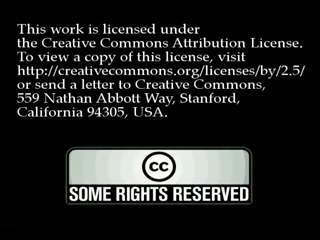 This work is licensed under
the Creative Commons Attribution License.
To view a copy of this license, visit
http://creativecommons.org/licenses/by/2.5/
or send a letter to Creative Commons,
559 Nathan Abbott Way, Stanford,
California 94305, USA.
cc
SOME RIGHTS RESERVED